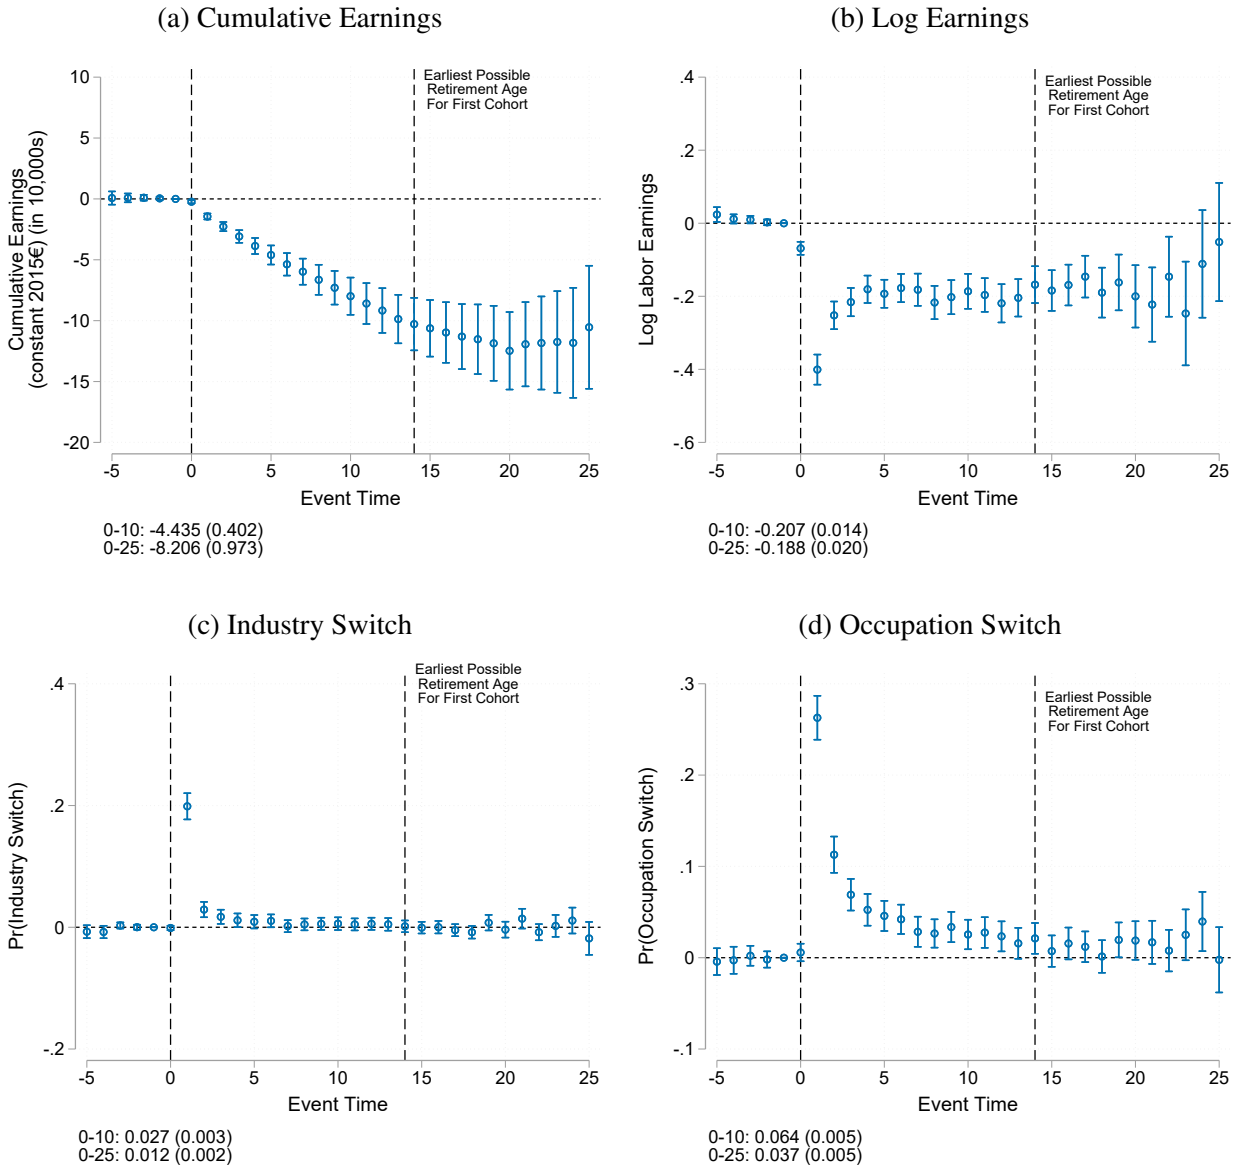 (a) Cumulative Earnings
Cumulative Earnings
(constant 2015€) (in 10,000s)
10
5
0
-5
-10
-15
-20
Earliest Possible
Retirement Age
For First Cohort
-5 0 5 10 15 20 25
Event Time
0-10: -4.435 (0.402)
0-25: -8.206 (0.973)
(b) Log Earnings
Log Labor Earnings
.4
.2
0
-.2
-.4
-.6
Earliest Possible
Retirement Age
For First Cohort
-5 0 5 10 15 20 25
Event Time
0-10: -0.207 (0.014)
0-25: -0.188 (0.020)
(c) Industry Switch
Pr(Industry Switch)
.4
.2
0
-.2
Earliest Possible
Retirement Age
For First Cohort
-5 0 5 10 15 20 25
Event Time
0-10: 0.027 (0.003)
0-25: 0.012 (0.002)
(d) Occupation Switch
Pr(Occupation Switch)
.3
.2
.1
0
-.1
Earliest Possible
Retirement Age
For First Cohort
-5 0 5 10 15 20 25
Event Time
0-10: 0.064 (0.005)
0-25: 0.037 (0.005)